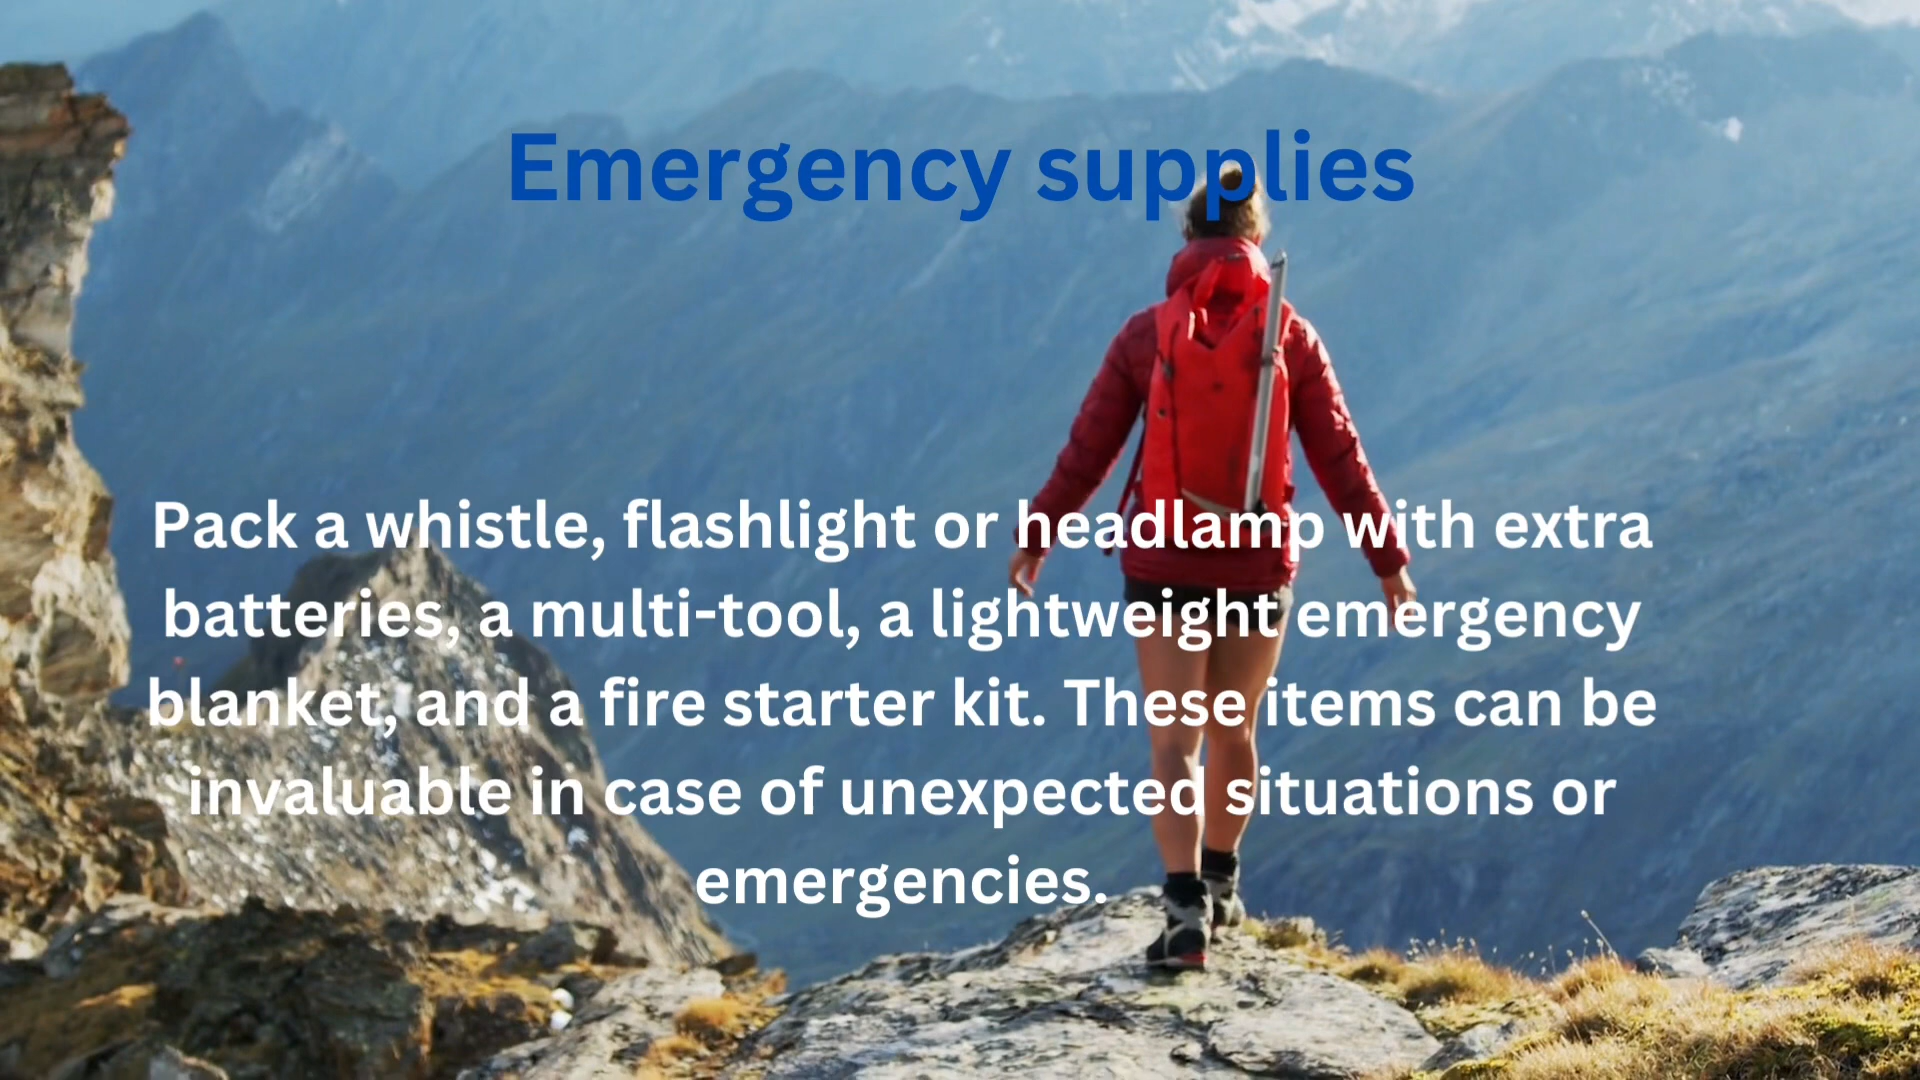 Emergency supplies
Pack a whistle, flashlight or headlamp with extra
batteries, a multi-tool, a lightweight emergency
blanket, and a fire starter kit. These items can be
invaluable in case of unexpected situations or
emergencies.